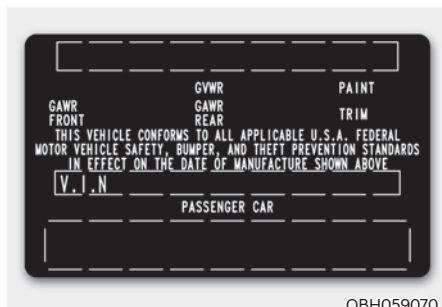 GVWR PAINT
GAWR FRONT GAWR REAR TRIM
THIS VEHICLE CONFORMS TO ALL APPLICABLE U.S.A. FEDERAL
MOTOR VEHICLE SAFETY, BUMPER, AND THEFT PREVENTION STANDARDS
IN EFFECT ON THE DATE OF MANUFACTURE SHOWN ABOVE
V.I.N
PASSENGER CAR
OBH059070